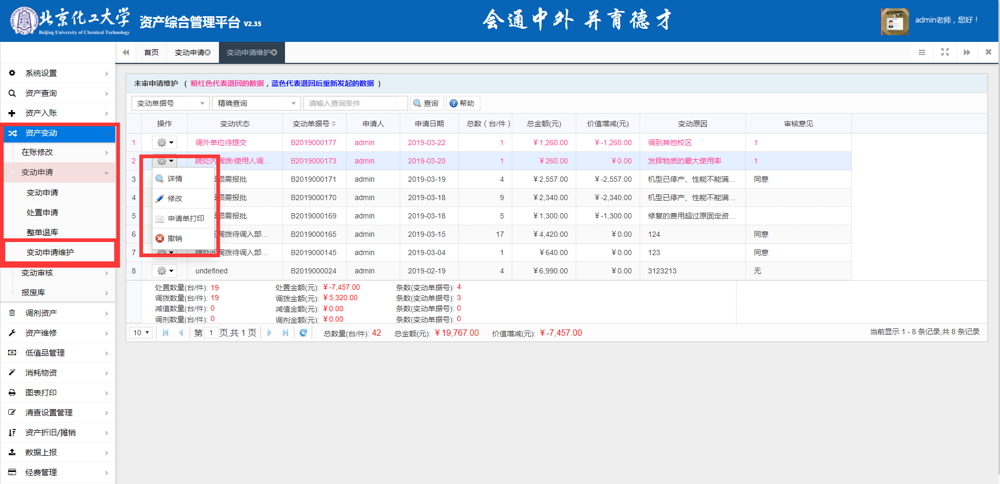 北京化工大学
Beijing University of Chemical Technology
资产综合管理平台 V2.35
会通中外 并育德才
admin老师，您好！
首页 变动申请 变动申请维护
系统设置
资产查询
资产入账
资产变动
在账修改
变动申请
变动申请
处置申请
整单退库
变动申请维护
变动审核
报废库
调剂资产
资产维修
低值品管理
消耗物资
图表打印
清查设置管理
资产折旧/摊销
数据上报
经费管理
未审申请维护 （ 粉红色代表退回的数据，蓝色代表退回后重新发起的数据 ）
变动单据号 精确查询 请输入查询条件 查询 帮助
操作 变动状态 变动单据号 申请人 申请日期 总数（台/件） 总金额(元) 价值增减(元) 变动原因 审核意见
1 调外单位待提交 B2019000177 admin 2019-03-22 1 ￥1,260.00 ￥-1,260.00 调到其他校区 1
2 院处内调拨/使用人调... B2019000173 admin 2019-03-20 1 ￥260.00 ￥0.00 发挥物质的最大使用率 1
3 损需报批 B2019000171 admin 2019-03-19 4 ￥2,557.00 ￥-2,557.00 机型已停产、性能不能满... 同意
4 损需报批 B2019000170 admin 2019-03-18 9 ￥2,340.00 ￥-2,340.00 机型已停产、性能不能满...
5 损需报批 B2019000169 admin 2019-03-18 5 ￥1,300.00 ￥-1,300.00 修复的费用超过原固定资...
6 调拨待调入部... B2019000165 admin 2019-03-15 17 ￥4,420.00 ￥0.00 124 同意
7 院处间调拨待调入部... B2019000145 admin 2019-03-04 1 ￥640.00 ￥0.00 123 同意
8 undefined B2019000024 admin 2019-02-19 4 ￥6,990.00 ￥0.00 3123213 无
详情
修改
申请单打印
撤销
处置数量(台/件): 19 处置金额(元): ￥-7,457.00 条数(变动单据号): 4
调拨数量(台/件): 19 调拨金额(元): ￥5,320.00 条数(变动单据号): 3
减值数量(台/件): 0 减值金额(元): ￥0.00 条数(变动单据号): 0
调剂数量(台/件): 0 调剂金额(元): ￥0.00 条数(变动单据号): 0
10 第 1 页,共 1 页 总数量(台/件): 42 总金额(元): ￥19,767.00 价值增减(元): ￥-7,457.00 当前显示 1 - 8 条记录,共 8 条记录